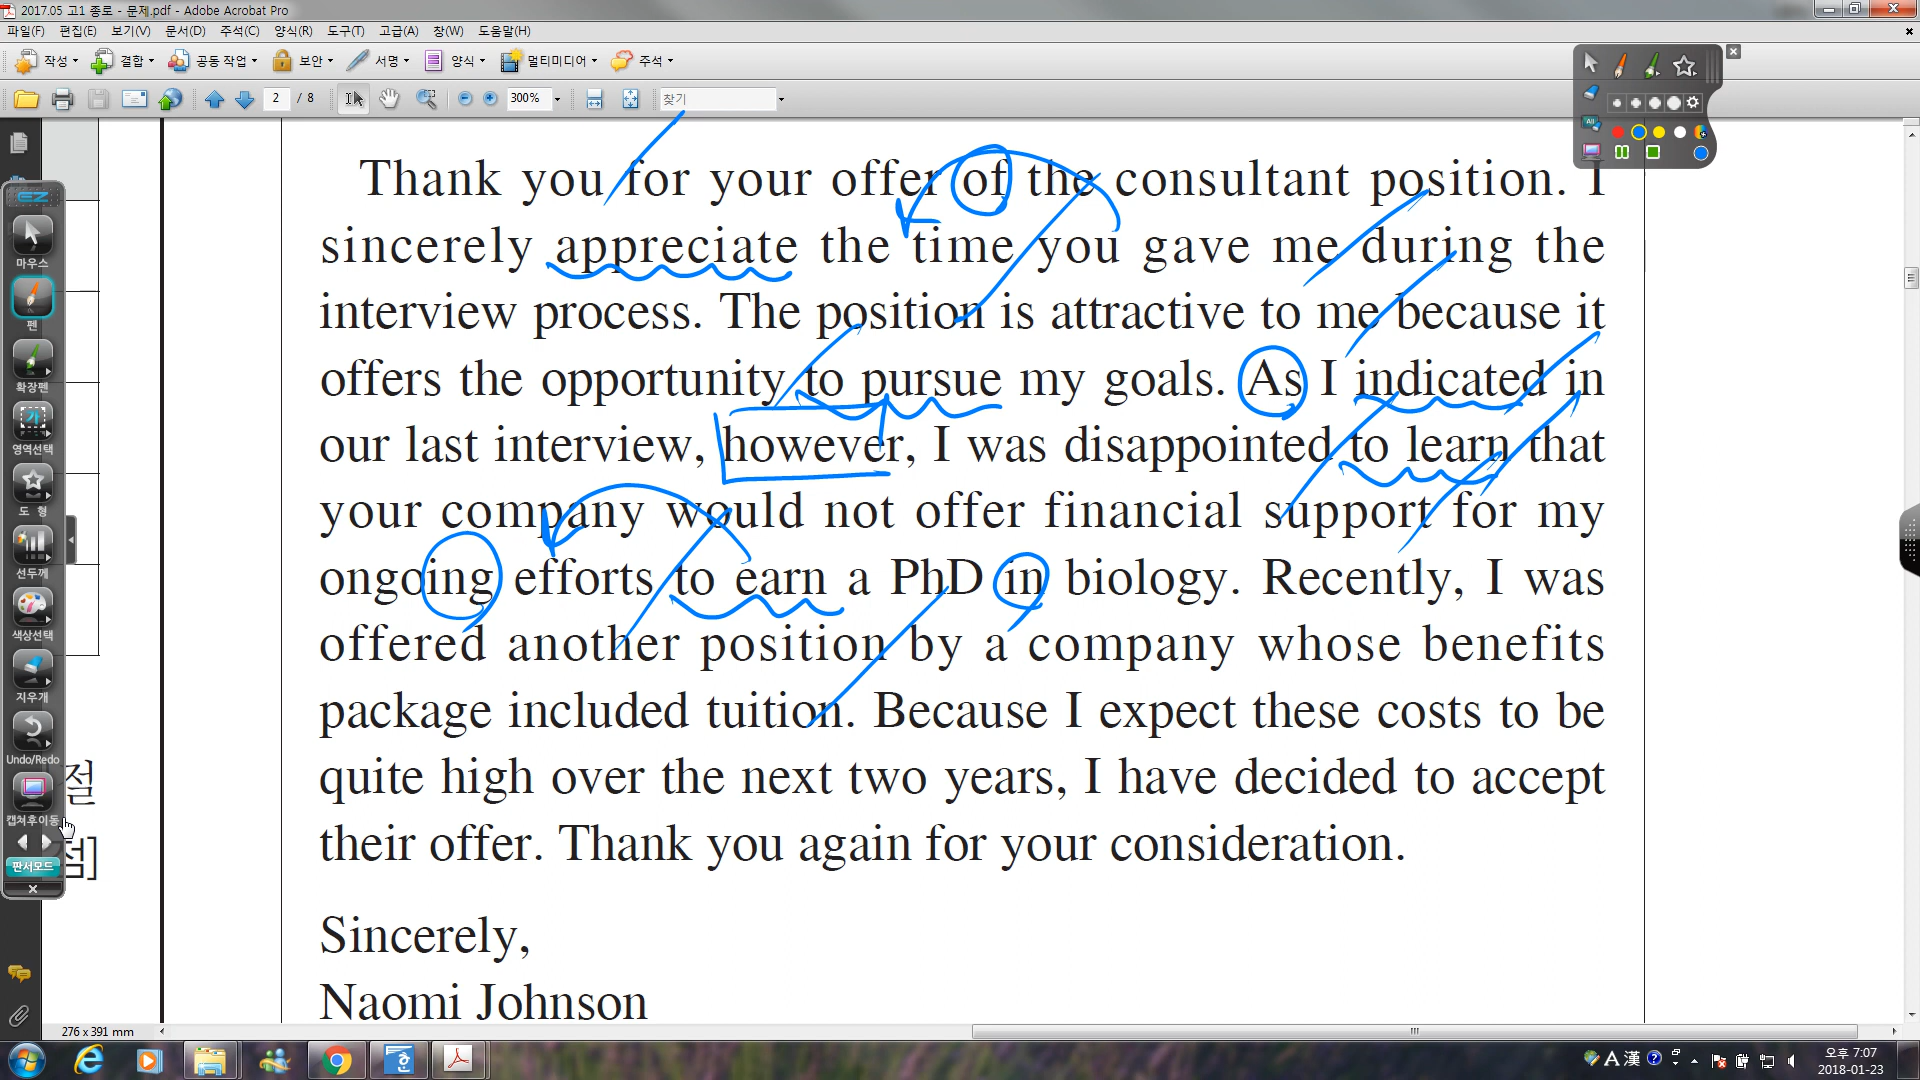 2017.05 고1 종로 - 문제.pdf - Adobe Acrobat Pro
파일(F) 편집(E) 보기(V) 문서(D) 주석(C) 양식(R) 도구(T) 고급(A) 창(W) 도움말(H)
작성 결합 공동 작업 보안 서명 양식 멀티미디어 주석
2 / 8 300% 찾기
Thank you for your offer of the consultant position. I
sincerely appreciate the time you gave me during the
interview process. The position is attractive to me because it
offers the opportunity to pursue my goals. As I indicated in
our last interview, however, I was disappointed to learn that
your company would not offer financial support for my
ongoing efforts to earn a PhD in biology. Recently, I was
offered another position by a company whose benefits
package included tuition. Because I expect these costs to be
quite high over the next two years, I have decided to accept
their offer. Thank you again for your consideration.
Sincerely,
Naomi Johnson
EZ
마우스
펜
확장펜
영역선택
도 형
선두께
색상선택
지우개
Undo/Redo
캡쳐후이동
판서모드
절
점]
All
276 x 391 mm
A 漢
오후 7:07
2018-01-23